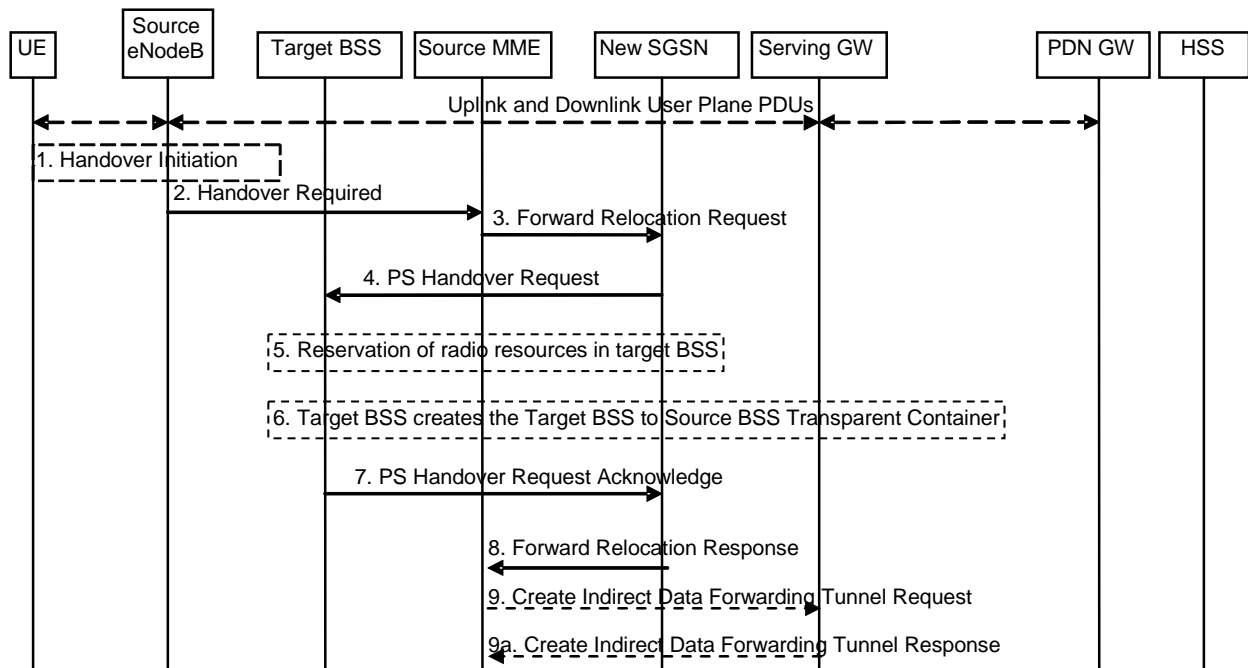 UE
Source
eNodeB
Target BSS
Source MME
New SGSN
Serving GW
PDN GW
HSS
Uplink and Downlink User Plane PDUs
1. Handover Initiation
2. Handover Required
3. Forward Relocation Request
4. PS Handover Request
5. Reservation of radio resources in target BSS
6. Target BSS creates the Target BSS to Source BSS Transparent Container
7. PS Handover Request Acknowledge
8. Forward Relocation Response
9. Create Indirect Data Forwarding Tunnel Request
9a. Create Indirect Data Forwarding Tunnel Response